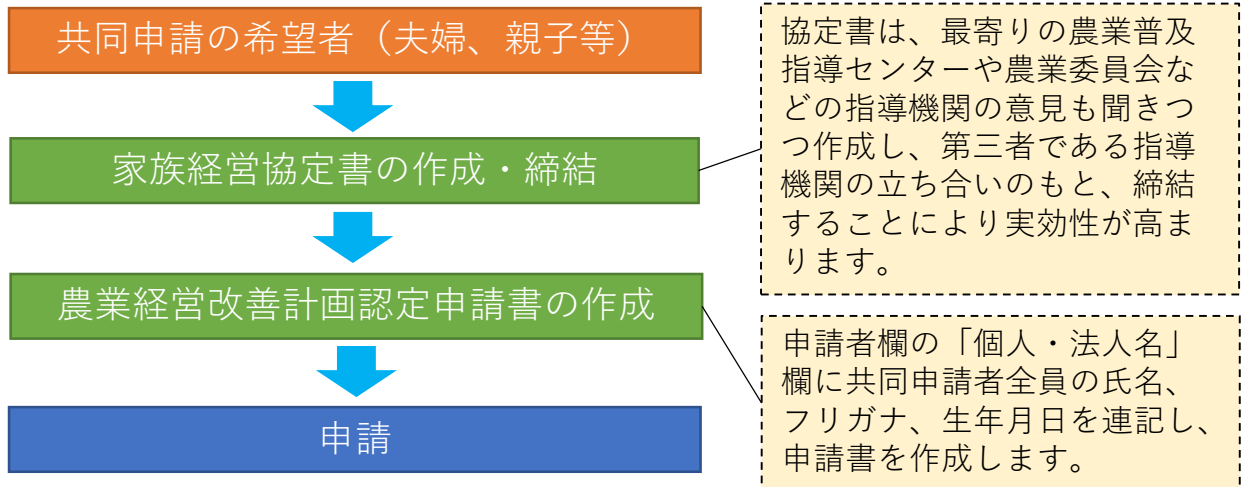 共同申請の希望者（夫婦、親子等）
家族経営協定書の作成・締結
協定書は、最寄りの農業普及
指導センターや農業委員会な
どの指導機関の意見も聞きつ
つ作成し、第三者である指導
機関の立ち合いのもと、締結
することにより実効性が高ま
ります。
農業経営改善計画認定申請書の作成
申請者欄の「個人・法人名」
欄に共同申請者全員の氏名、
フリガナ、生年月日を連記し、
申請書を作成します。
申請